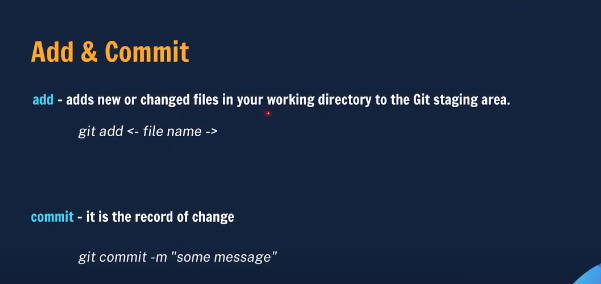 Add & Commit
add - adds new or changed files in your working directory to the Git staging area.
git add <- file name ->
commit - it is the record of change
git commit -m "some message"